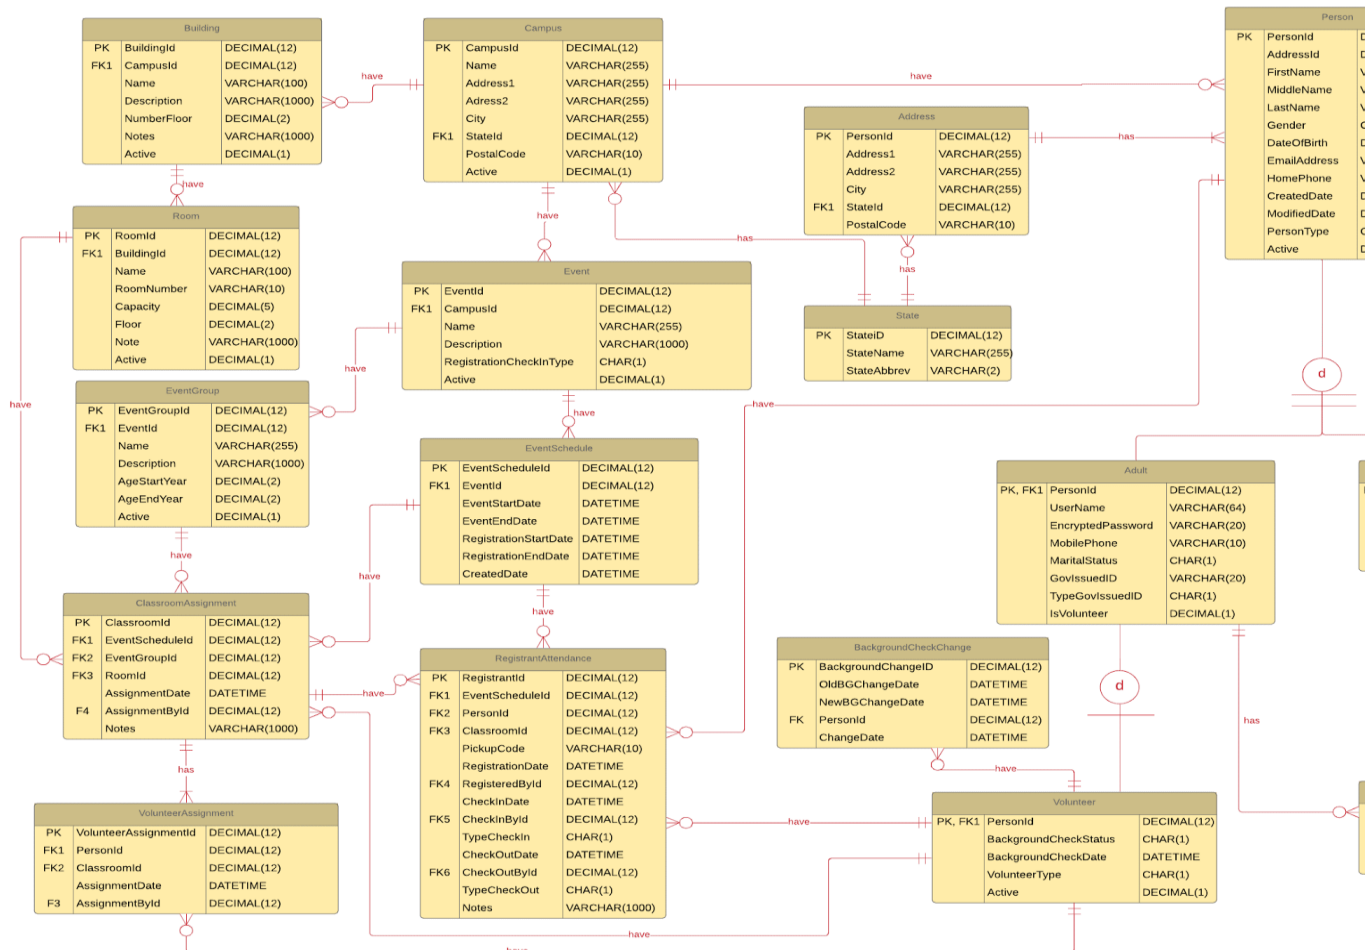 Building
PK BuildingId DECIMAL(12)
FK1 CampusId DECIMAL(12)
Name VARCHAR(100)
Description VARCHAR(1000)
NumberFloor DECIMAL(2)
Notes VARCHAR(1000)
Active DECIMAL(1)
have
Campus
PK CampusId DECIMAL(12)
Name VARCHAR(255)
Address1 VARCHAR(255)
Adress2 VARCHAR(255)
City VARCHAR(255)
FK1 StateId DECIMAL(12)
PostalCode VARCHAR(10)
Active DECIMAL(1)
have
Person
PK PersonId
AddressId
FirstName
MiddleName
LastName
Gender
DateOfBirth
EmailAddress
HomePhone
CreatedDate
ModifiedDate
PersonType
Active
Address
PK PersonId DECIMAL(12)
Address1 VARCHAR(255)
Address2 VARCHAR(255)
City VARCHAR(255)
FK1 StateId DECIMAL(12)
PostalCode VARCHAR(10)
has
have
have
has
has
Room
PK RoomId DECIMAL(12)
FK1 BuildingId DECIMAL(12)
Name VARCHAR(100)
RoomNumber VARCHAR(10)
Capacity DECIMAL(5)
Floor DECIMAL(2)
Note VARCHAR(1000)
Active DECIMAL(1)
Event
PK EventId DECIMAL(12)
FK1 CampusId DECIMAL(12)
Name VARCHAR(255)
Description VARCHAR(1000)
RegistrationCheckInType CHAR(1)
Active DECIMAL(1)
State
PK StateiD DECIMAL(12)
StateName VARCHAR(255)
StateAbbrev VARCHAR(2)
d
have
have
have
have
EventGroup
PK EventGroupId DECIMAL(12)
FK1 EventId DECIMAL(12)
Name VARCHAR(255)
Description VARCHAR(1000)
AgeStartYear DECIMAL(2)
AgeEndYear DECIMAL(2)
Active DECIMAL(1)
EventSchedule
PK EventScheduleId DECIMAL(12)
FK1 EventId DECIMAL(12)
EventStartDate DATETIME
EventEndDate DATETIME
RegistrationStartDate DATETIME
RegistrationEndDate DATETIME
CreatedDate DATETIME
Adult
PK, FK1 PersonId DECIMAL(12)
UserName VARCHAR(64)
EncryptedPassword VARCHAR(20)
MobilePhone VARCHAR(10)
MaritalStatus CHAR(1)
GovIssuedID VARCHAR(20)
TypeGovIssuedID CHAR(1)
IsVolunteer DECIMAL(1)
have
have
have
ClassroomAssignment
PK ClassroomId DECIMAL(12)
FK1 EventScheduleId DECIMAL(12)
FK2 EventGroupId DECIMAL(12)
FK3 RoomId DECIMAL(12)
AssignmentDate DATETIME
F4 AssignmentById DECIMAL(12)
Notes VARCHAR(1000)
have
RegistrantAttendance
PK RegistrantId DECIMAL(12)
FK1 EventScheduleId DECIMAL(12)
FK2 PersonId DECIMAL(12)
FK3 ClassroomId DECIMAL(12)
PickupCode VARCHAR(10)
RegistrationDate DATETIME
FK4 RegisteredById DECIMAL(12)
CheckInDate DATETIME
FK5 CheckInById DECIMAL(12)
TypeCheckIn CHAR(1)
CheckOutDate DATETIME
FK6 CheckOutById DECIMAL(12)
TypeCheckOut CHAR(1)
Notes VARCHAR(1000)
BackgroundCheckChange
PK BackgroundChangeID DECIMAL(12)
OldBGChangeDate DATETIME
NewBGChangeDate DATETIME
FK PersonId DECIMAL(12)
ChangeDate DATETIME
d
has
has
have
VolunteerAssignment
PK VolunteerAssignmentId DECIMAL(12)
FK1 PersonId DECIMAL(12)
FK2 ClassroomId DECIMAL(12)
AssignmentDate DATETIME
F3 AssignmentById DECIMAL(12)
have
Volunteer
PK, FK1 PersonId DECIMAL(12)
BackgroundCheckStatus CHAR(1)
BackgroundCheckDate DATETIME
VolunteerType CHAR(1)
Active DECIMAL(1)
have